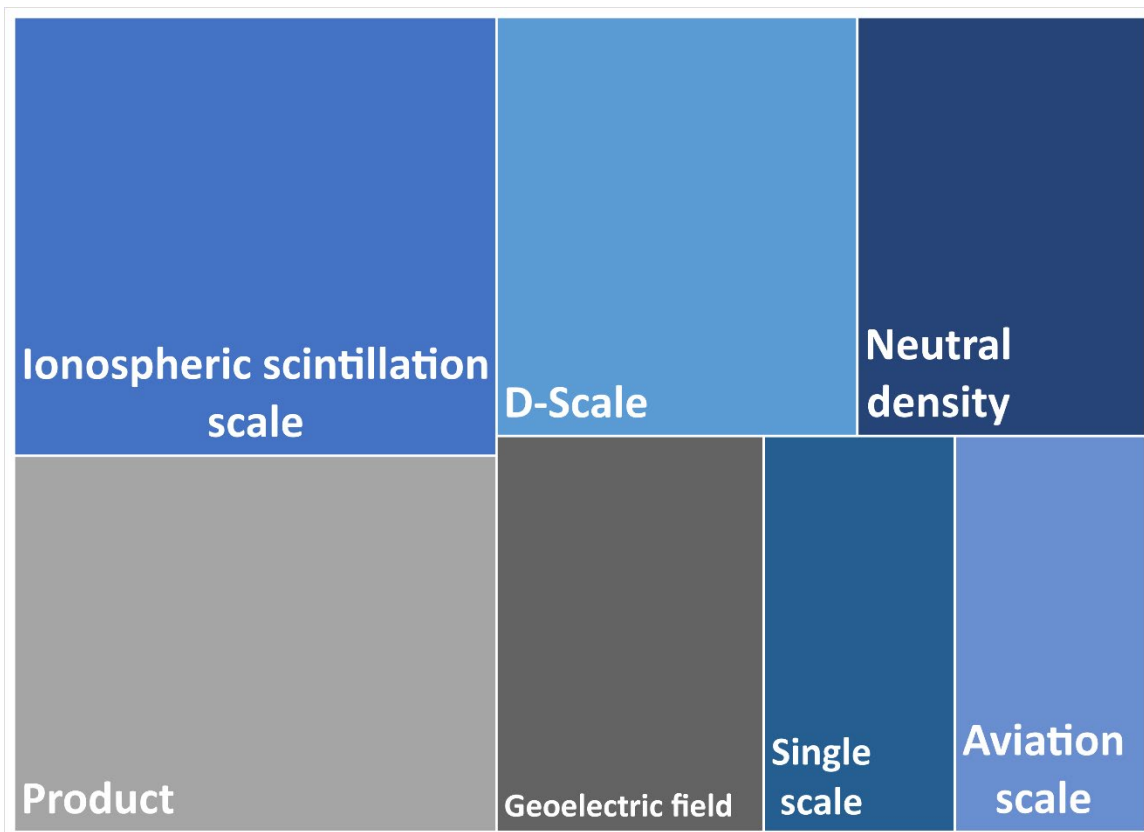 Ionospheric scintillation
scale
D-Scale
Neutral
density
Product
Geoelectric field
Single
scale
Aviation
scale